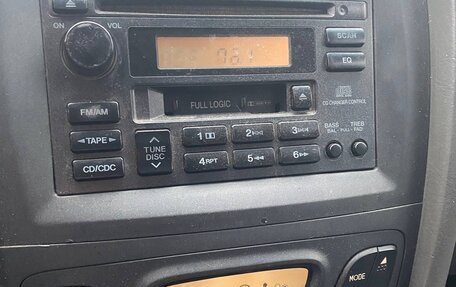 ON VOL
SCAN
EQ
FULL LOGIC
CD CHANGER CONTROL
FM/AM
TAPE
CD/CDC
TUNE
DISC
1
2
3
BASS TREB
BAL - PULL - FAD
4 RPT
5
6
MODE